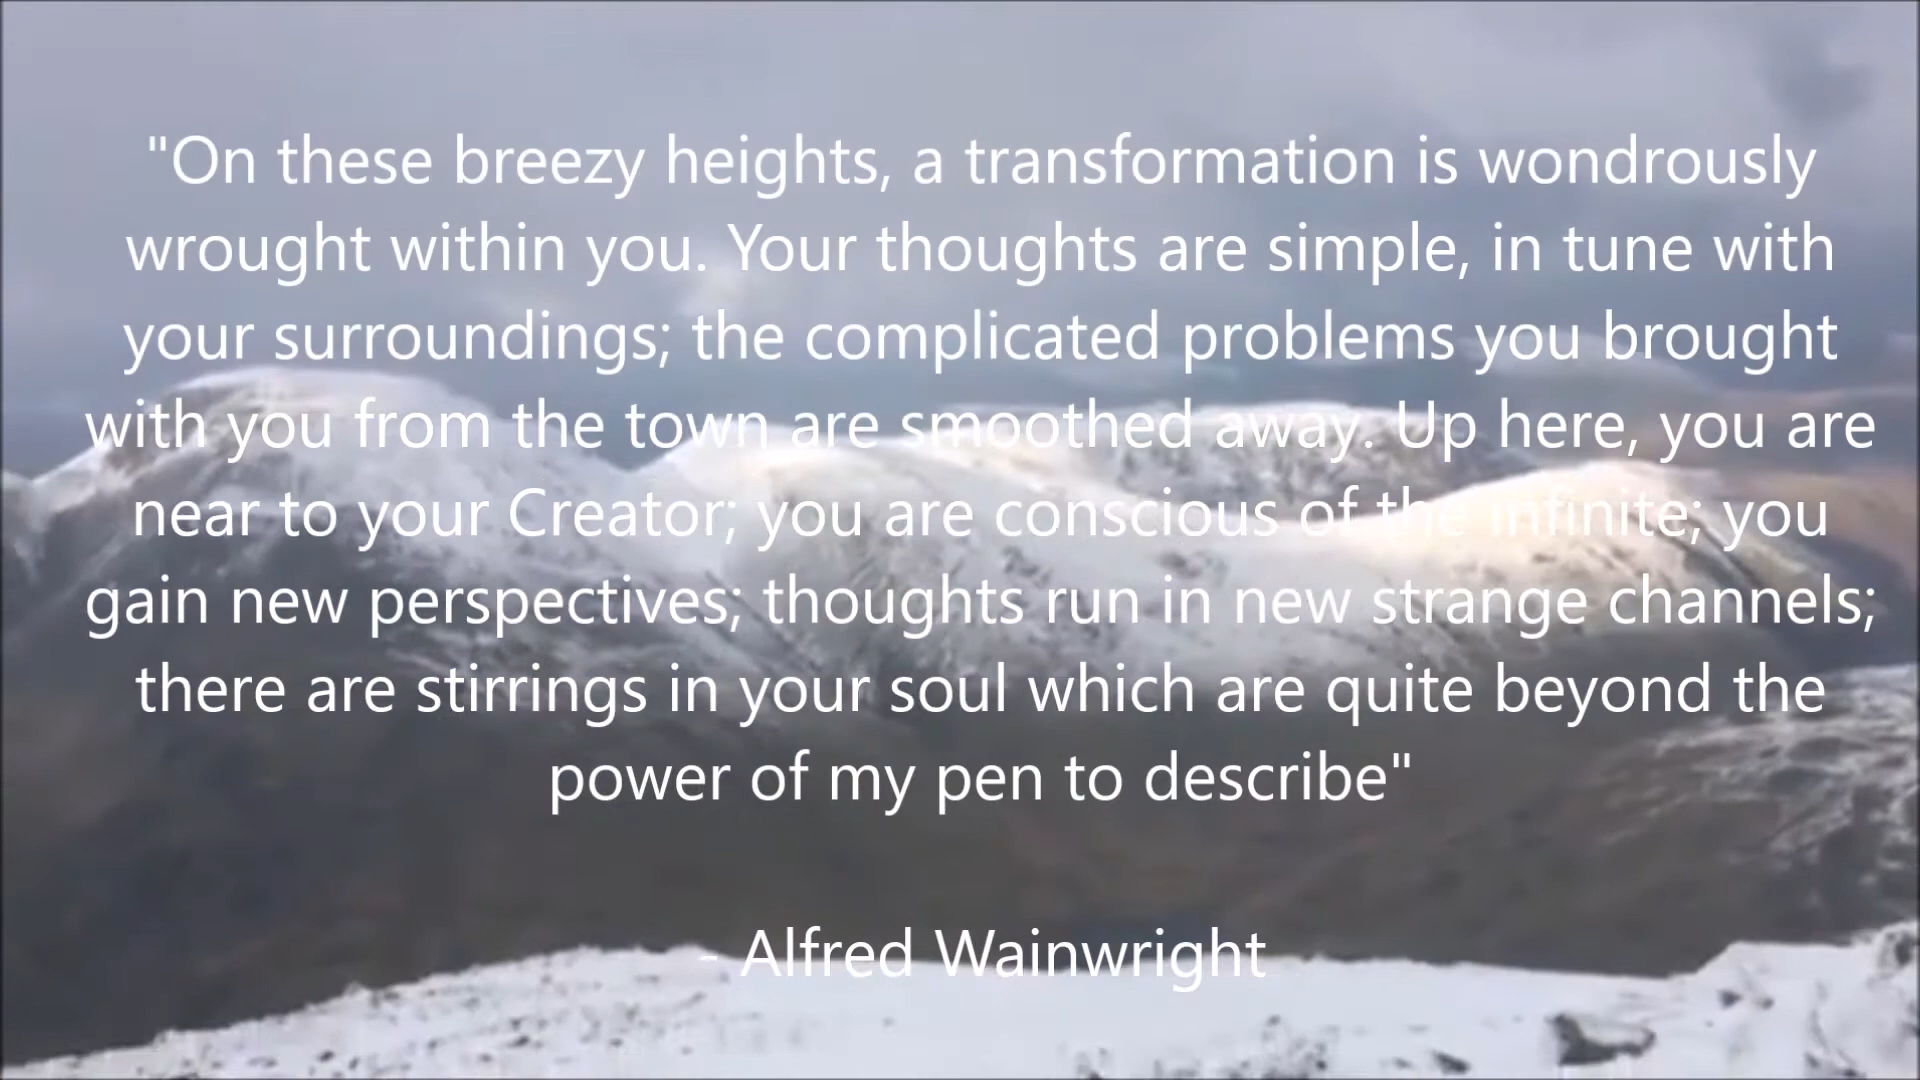 "On these breezy heights, a transformation is wondrously
wrought within you. Your thoughts are simple, in tune with
your surroundings; the complicated problems you brought
with you from the town are smoothed away. Up here, you are
near to your Creator; you are conscious of the infinite; you
gain new perspectives; thoughts run in new strange channels;
there are stirrings in your soul which are quite beyond the
power of my pen to describe"
- Alfred Wainwright